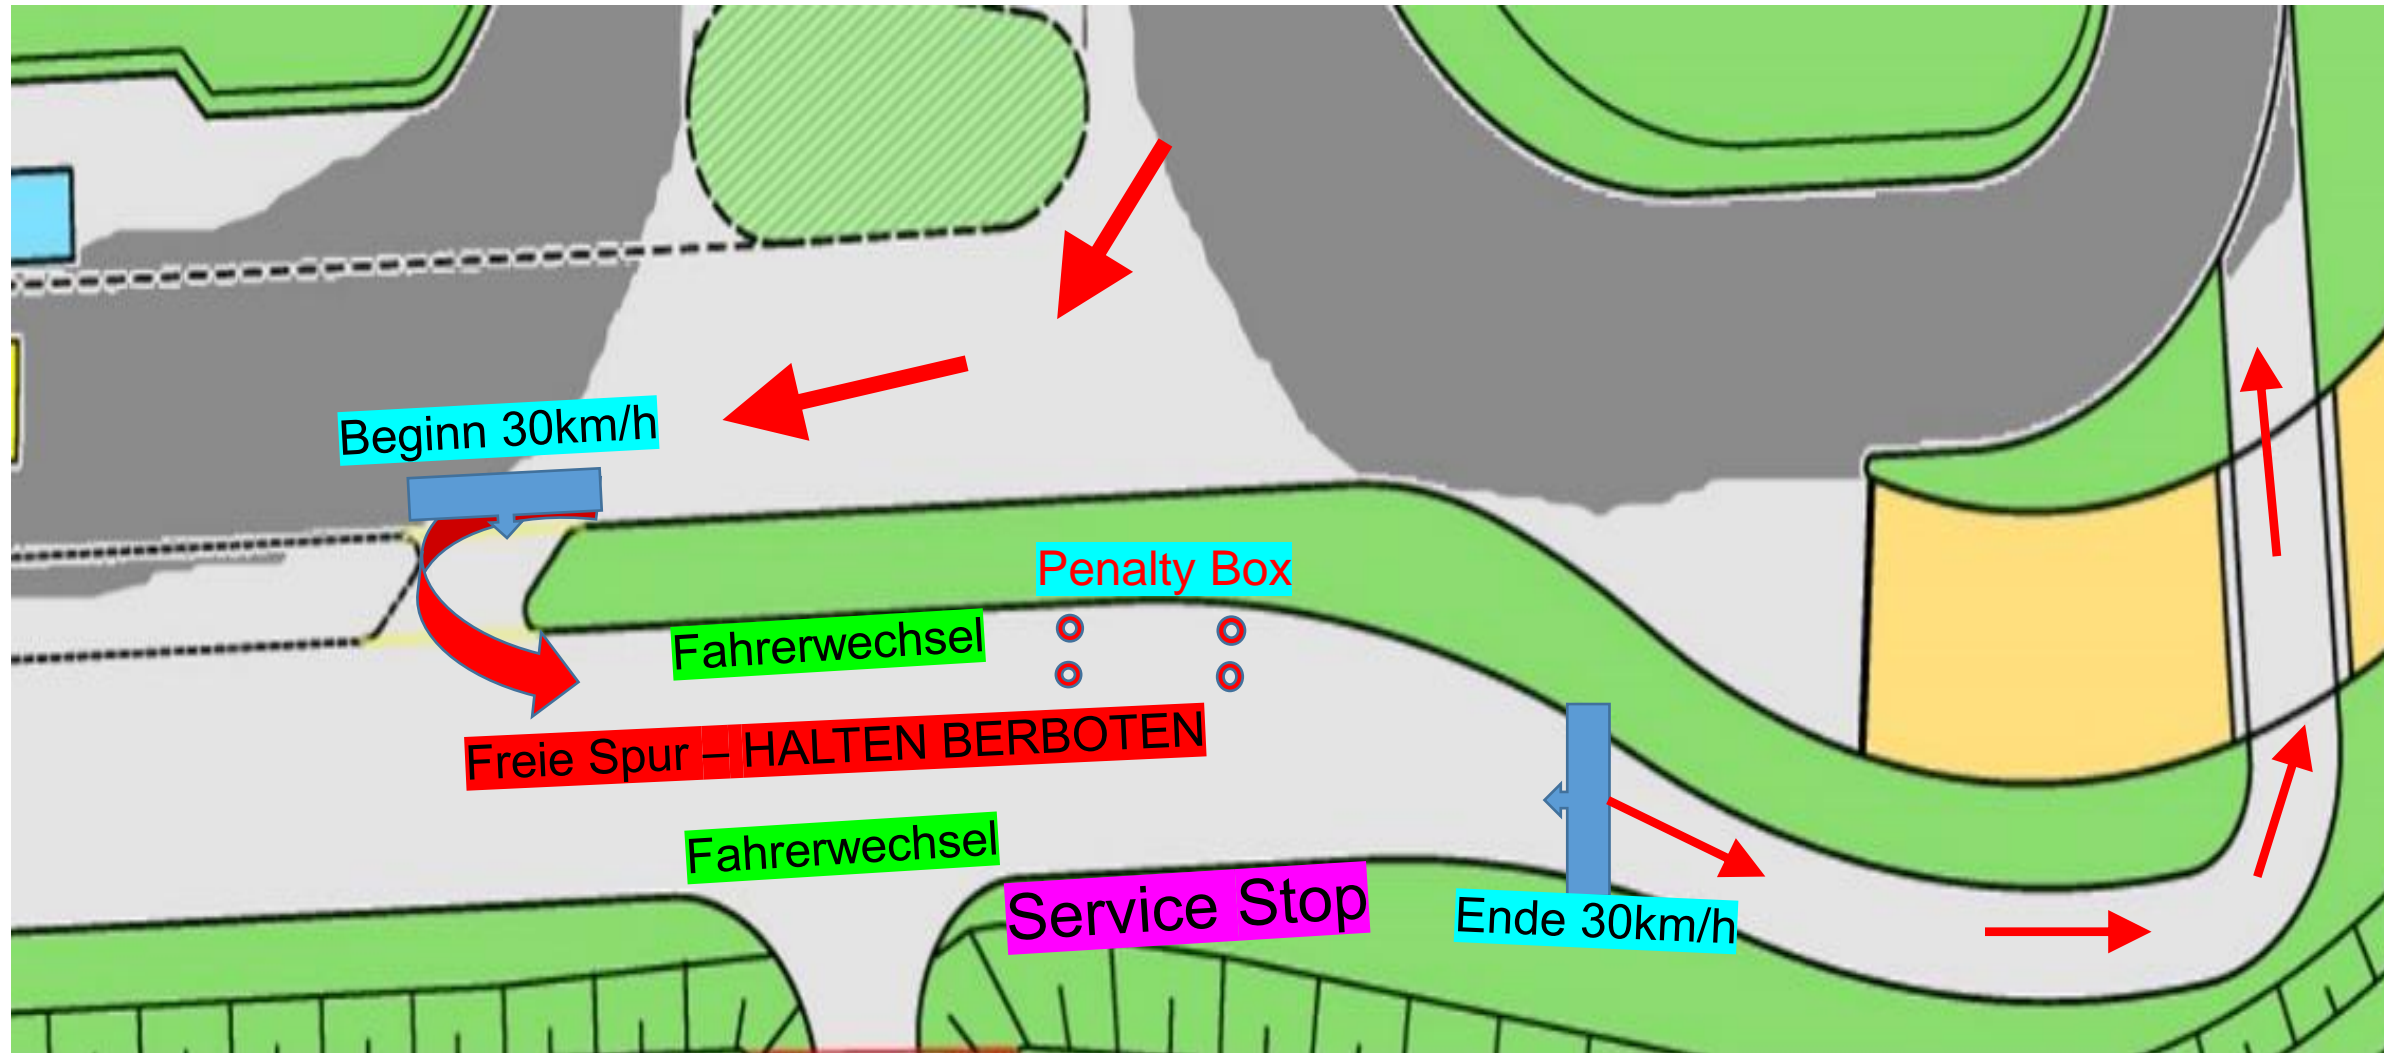 Beginn 30km/h
Penalty Box
Fahrerwechsel
Freie Spur – HALTEN BERBOTEN
Fahrerwechsel
Service Stop
Ende 30km/h